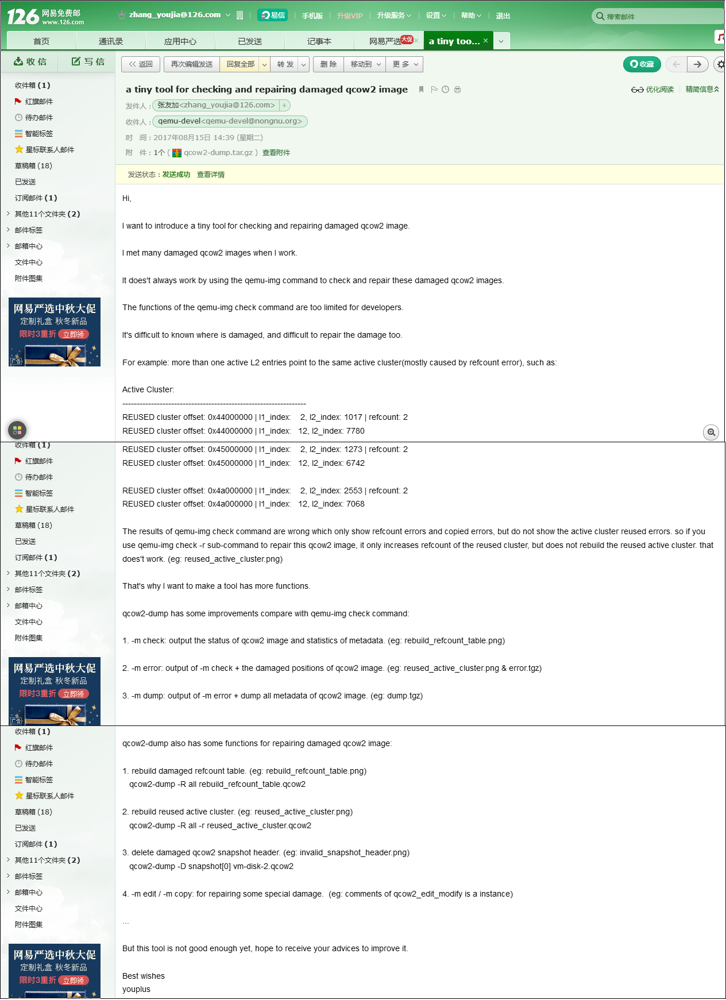 126 网易免费邮
www.126.com
zhang_youjia@126.com
易信
手机版
升级VIP
升级服务
设置
帮助
退出
搜索邮件
首页
通讯录
应用中心
已发送
记事本
网易严选
大促
a tiny too...
收 信
写 信
<< 返回
再次编辑发送
回复全部
转 发
删 除
移动到
更 多
收藏
收件箱 (1)
红旗邮件
待办邮件
智能标签
星标联系人邮件
草稿箱 (18)
已发送
订阅邮件 (1)
其他11个文件夹 (2)
邮件标签
邮箱中心
文件中心
附件图集
网易严选中秋大促
定制礼盒 秋冬新品
限时3重折 立即领
广告
a tiny tool for checking and repairing damaged qcow2 image
优化阅读
精简信息
发件人 : 张友加<zhang_youjia@126.com> +
收件人 : qemu-devel<qemu-devel@nongnu.org>
时 间 : 2017年08月15日 14:39 (星期二)
附 件 : 1个 ( qcow2-dump.tar.gz ) 查看附件
发送状态 : 发送成功 查看详情
Hi,
I want to introduce a tiny tool for checking and repairing damaged qcow2 image.
I met many damaged qcow2 images when I work.
It does't always work by using the qemu-img command to check and repair these damaged qcow2 images.
The functions of the qemu-img check command are too limited for developers.
It's difficult to known where is damaged, and difficult to repair the damage too.
For example: more than one active L2 entries point to the same active cluster(mostly caused by refcount error), such as:
Active Cluster:
----------------------------------------------------------------
REUSED cluster offset: 0x44000000 | l1_index: 2, l2_index: 1017 | refcount: 2
REUSED cluster offset: 0x44000000 | l1_index: 12, l2_index: 7780
收件箱 (1)
红旗邮件
待办邮件
智能标签
星标联系人邮件
草稿箱 (18)
已发送
订阅邮件 (1)
其他11个文件夹 (2)
邮件标签
邮箱中心
文件中心
附件图集
网易严选中秋大促
定制礼盒 秋冬新品
限时3重折 立即领
广告
REUSED cluster offset: 0x45000000 | l1_index: 2, l2_index: 1273 | refcount: 2
REUSED cluster offset: 0x45000000 | l1_index: 12, l2_index: 6742
REUSED cluster offset: 0x4a000000 | l1_index: 2, l2_index: 2553 | refcount: 2
REUSED cluster offset: 0x4a000000 | l1_index: 12, l2_index: 7068
The results of qemu-img check command are wrong which only show refcount errors and copied errors, but do not show the active cluster reused errors. so if you
use qemu-img check -r sub-command to repair this qcow2 image, it only increases refcount of the reused cluster, but does not rebuild the reused active cluster. that
does't work. (eg: reused_active_cluster.png)
That's why I want to make a tool has more functions.
qcow2-dump has some improvements compare with qemu-img check command:
1. -m check: output the status of qcow2 image and statistics of metadata. (eg: rebuild_refcount_table.png)
2. -m error: output of -m check + the damaged positions of qcow2 image. (eg: reused_active_cluster.png & error.tgz)
3. -m dump: output of -m error + dump all metadata of qcow2 image. (eg: dump.tgz)
收件箱 (1)
红旗邮件
待办邮件
智能标签
星标联系人邮件
草稿箱 (18)
已发送
订阅邮件 (1)
其他11个文件夹 (2)
邮件标签
邮箱中心
文件中心
附件图集
网易严选中秋大促
定制礼盒 秋冬新品
限时3重折 立即领
qcow2-dump also has some functions for repairing damaged qcow2 image:
1. rebuild damaged refcount table. (eg: rebuild_refcount_table.png)
qcow2-dump -R all rebuild_refcount_table.qcow2
2. rebuild reused active cluster. (eg: reused_active_cluster.png)
qcow2-dump -R all -r reused_active_cluster.qcow2
3. delete damaged qcow2 snapshot header. (eg: invalid_snapshot_header.png)
qcow2-dump -D snapshot[0] vm-disk-2.qcow2
4. -m edit / -m copy: for repairing some special damage. (eg: comments of qcow2_edit_modify is a instance)
...
But this tool is not good enough yet, hope to receive your advices to improve it.
Best wishes
youplus